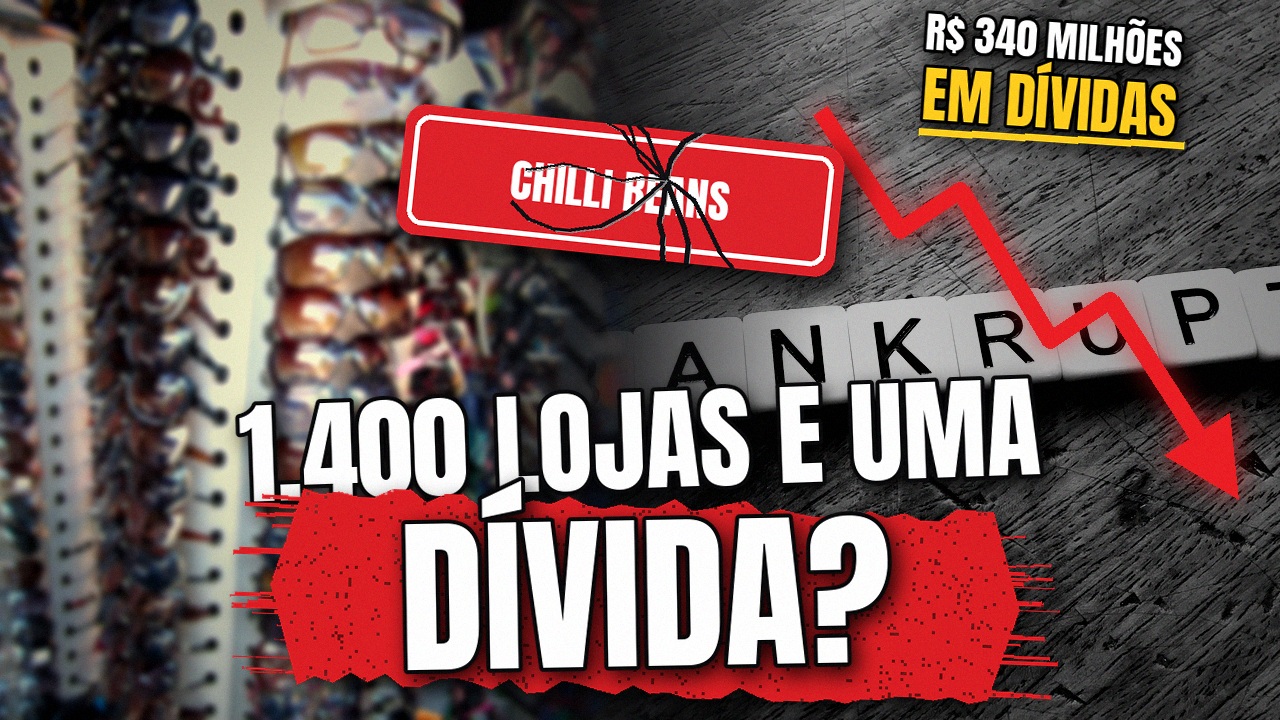 R$ 340 MILHÕES
EM DÍVIDAS
CHILLI BEANS
ANKRUPT
1.400 LOJAS E UMA
DÍVIDA?